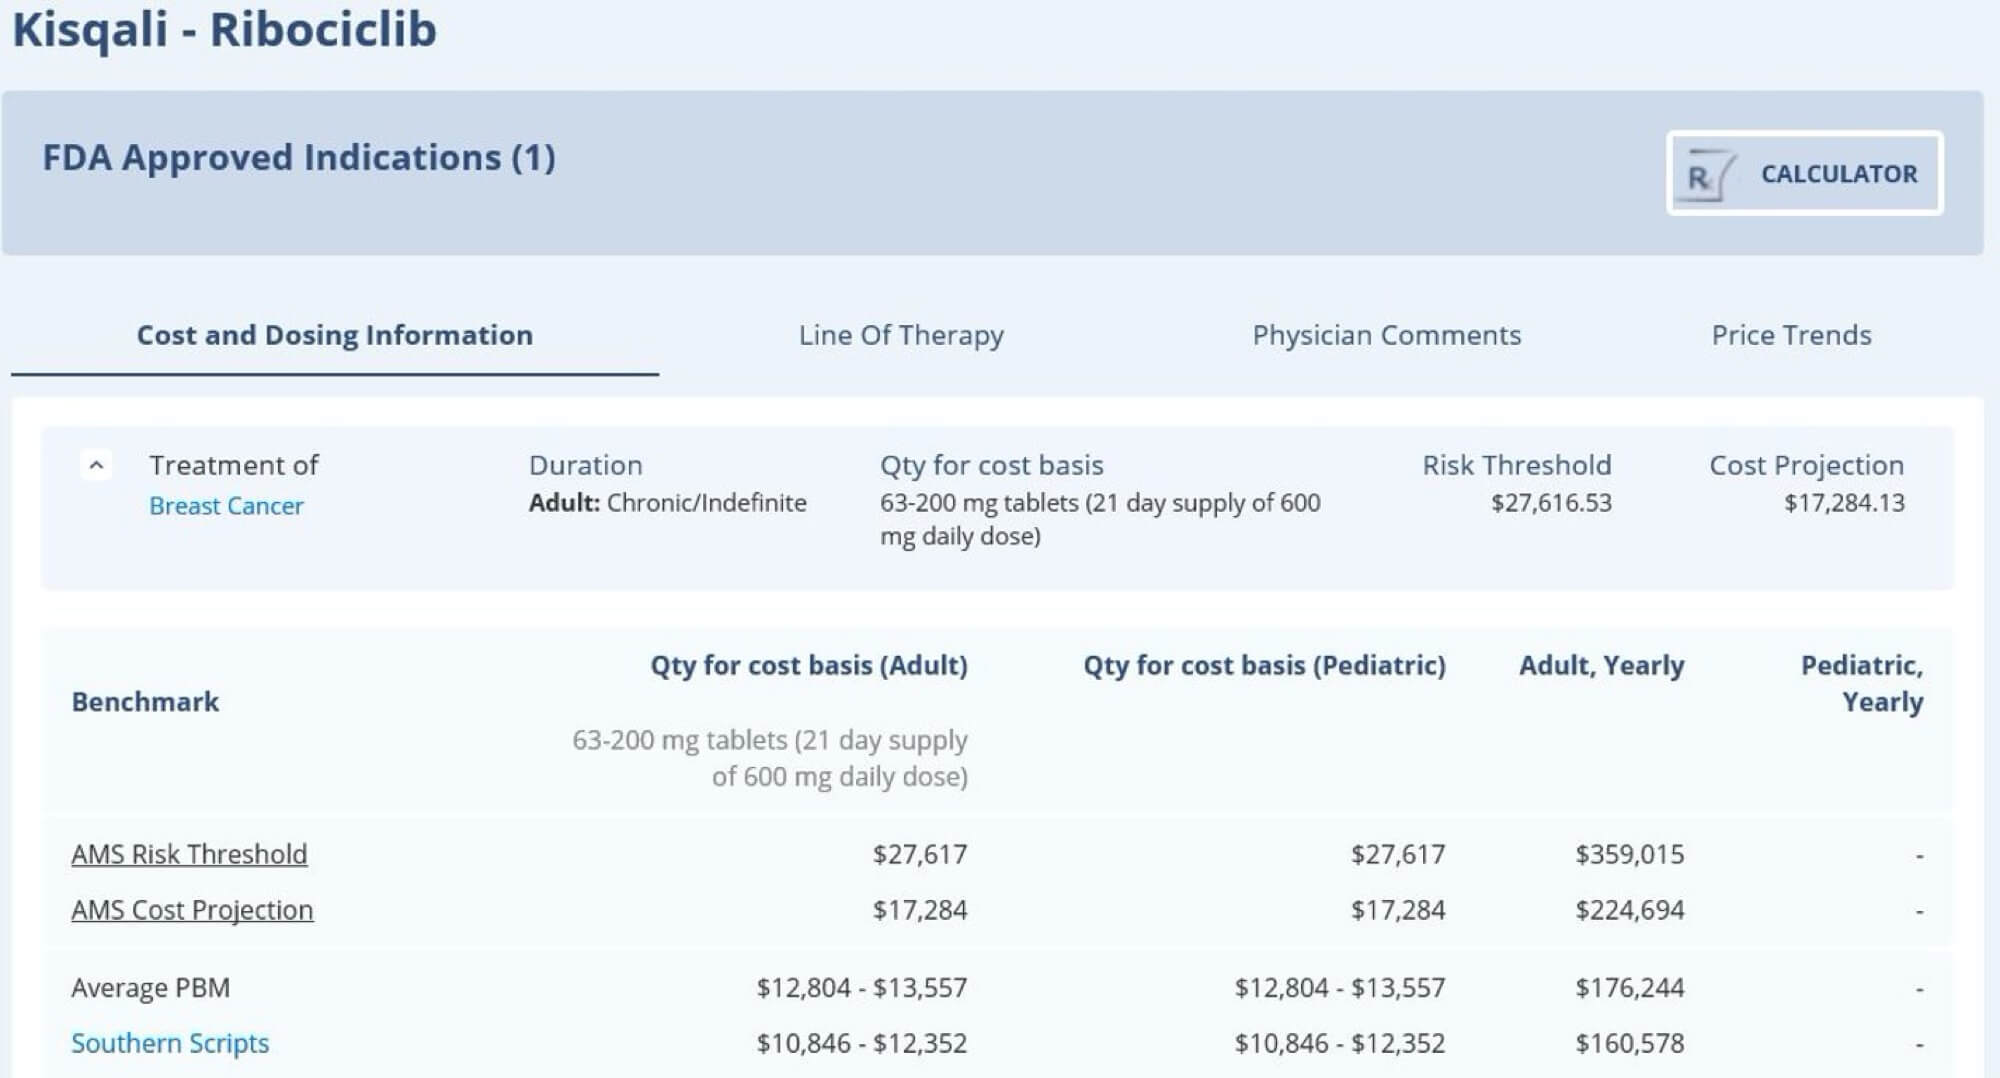 Kisqali - Ribociclib
FDA Approved Indications (1)
CALCULATOR
Cost and Dosing Information Line Of Therapy Physician Comments Price Trends
Treatment of Duration Qty for cost basis Risk Threshold Cost Projection
Breast Cancer Adult: Chronic/Indefinite 63-200 mg tablets (21 day supply of 600 $27,616.53 $17,284.13
mg daily dose)
Qty for cost basis (Adult) Qty for cost basis (Pediatric) Adult, Yearly Pediatric,
Benchmark Yearly
63-200 mg tablets (21 day supply
of 600 mg daily dose)
AMS Risk Threshold $27,617 $27,617 $359,015 -
AMS Cost Projection $17,284 $17,284 $224,694 -
Average PBM $12,804 - $13,557 $12,804 - $13,557 $176,244 -
Southern Scripts $10,846 - $12,352 $10,846 - $12,352 $160,578 -